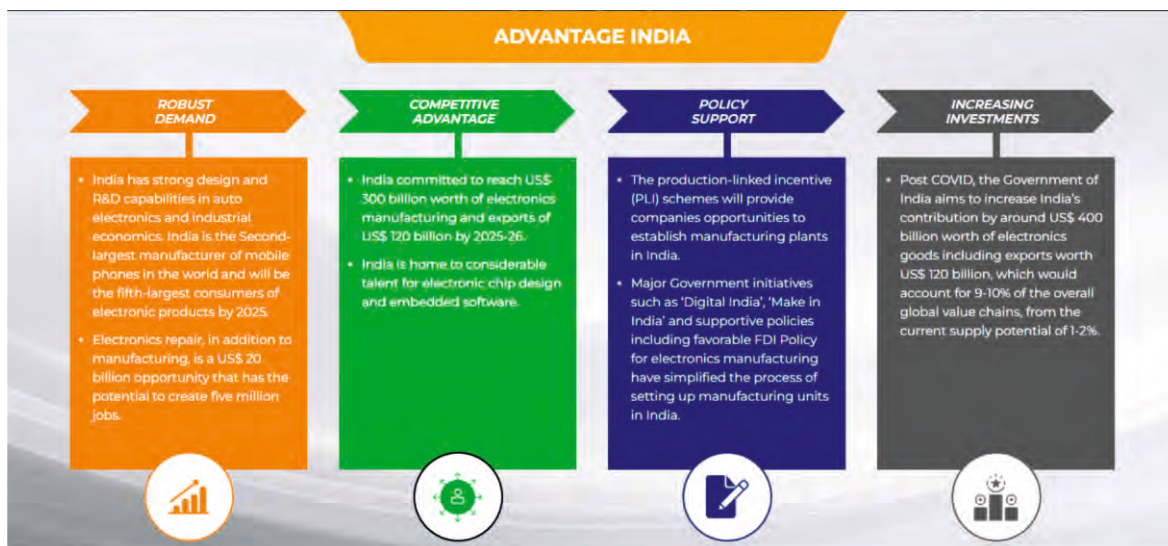 ADVANTAGE INDIA
ROBUST
DEMAND
• India has strong design and
R&D capabilities in auto
electronics and industrial
economics. India is the Second-
largest manufacturer of mobile
phones in the world and will be
the fifth-largest consumers of
electronic products by 2025.
• Electronics repair, in addition to
manufacturing, is a US$ 20
billion opportunity that has the
potential to create five million
jobs.
COMPETITIVE
ADVANTAGE
• India committed to reach US$
300 billion worth of electronics
manufacturing and exports of
US$ 120 billion by 2025-26.
• India is home to considerable
talent for electronic chip design
and embedded software.
POLICY
SUPPORT
• The production-linked incentive
(PLI) schemes will provide
companies opportunities to
establish manufacturing plants
in India.
• Major Government initiatives
such as 'Digital India', 'Make in
India' and supportive policies
including favorable FDI Policy
for electronics manufacturing
have simplified the process of
setting up manufacturing units
in India.
INCREASING
INVESTMENTS
• Post COVID, the Government of
India aims to increase India's
contribution by around US$ 400
billion worth of electronics
goods including exports worth
US$ 120 billion, which would
account for 9-10% of the overall
global value chains, from the
current supply potential of 1-2%.